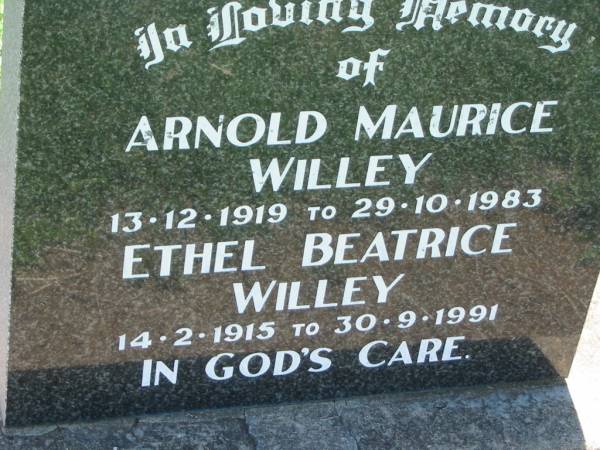 In Loving Memory
of
ARNOLD MAURICE
WILLEY
13·12·1919 TO 29·10·1983
ETHEL BEATRICE
WILLEY
14·2·1915 TO 30·9·1991
IN GOD'S CARE.